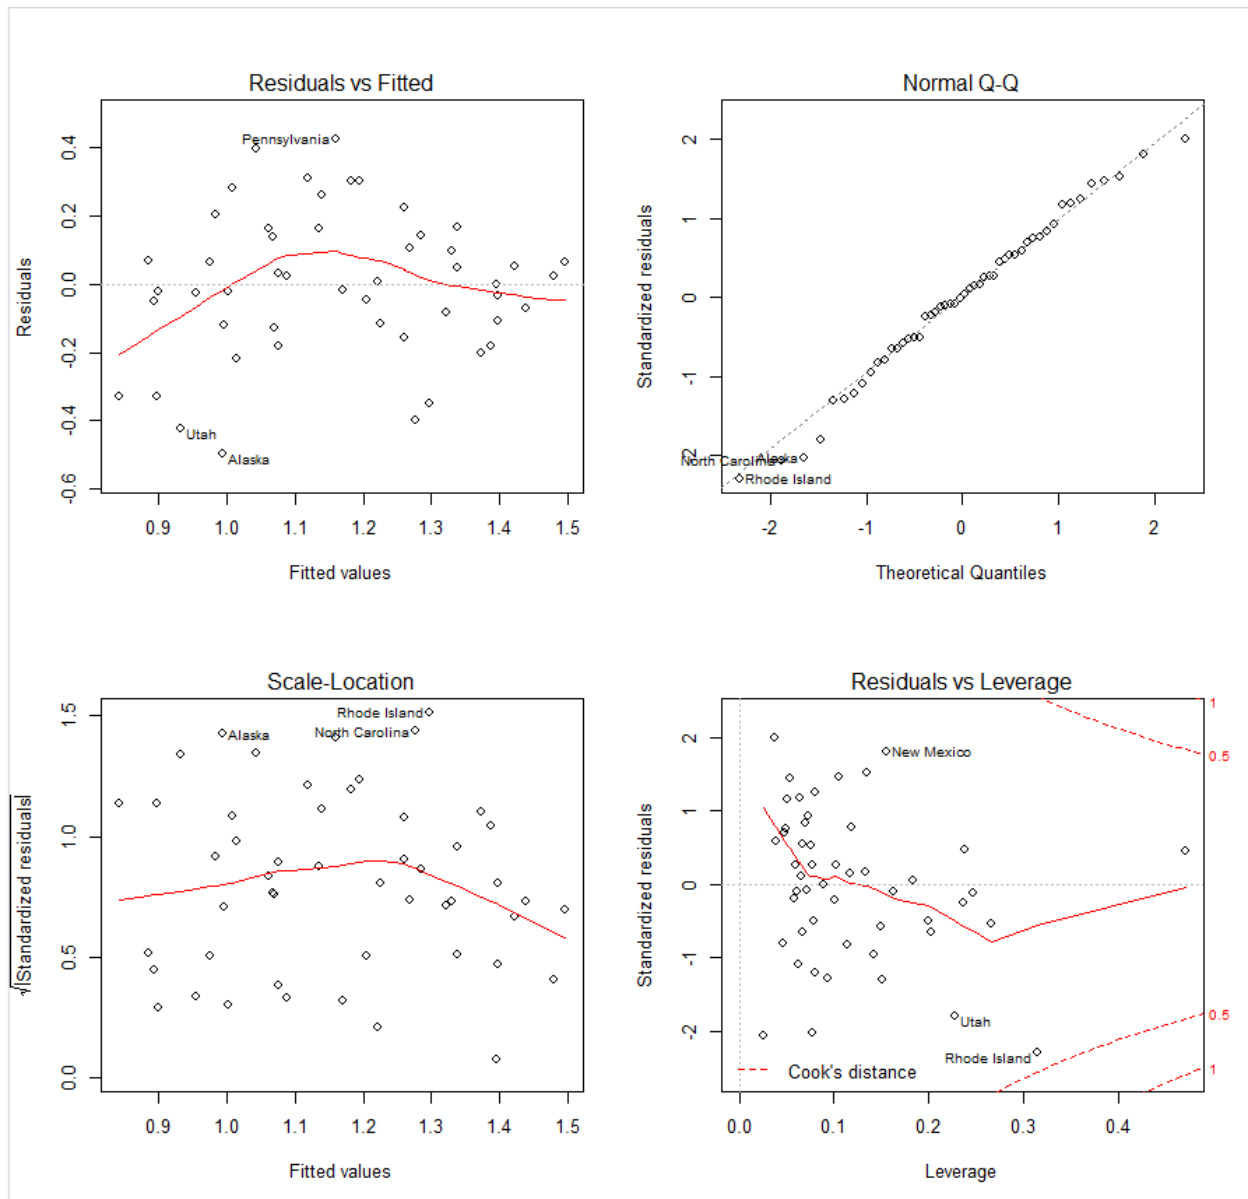 Residuals vs Fitted
Residuals
0.4
0.2
0.0
-0.2
-0.4
-0.6
Pennsylvania
Utah
Alaska
0.9 1.0 1.1 1.2 1.3 1.4 1.5
Fitted values
Normal Q-Q
Standardized residuals
2
1
0
-1
-2
North Carolina
Alaska
Rhode Island
-2 -1 0 1 2
Theoretical Quantiles
Scale-Location
√|Standardized residuals|
1.5
1.0
0.5
0.0
Rhode Island
North Carolina
Alaska
0.9 1.0 1.1 1.2 1.3 1.4 1.5
Fitted values
Residuals vs Leverage
Standardized residuals
2
1
0
-1
-2
New Mexico
Utah
Rhode Island
Cook's distance
1
0.5
0.5
1
0.0 0.1 0.2 0.3 0.4
Leverage